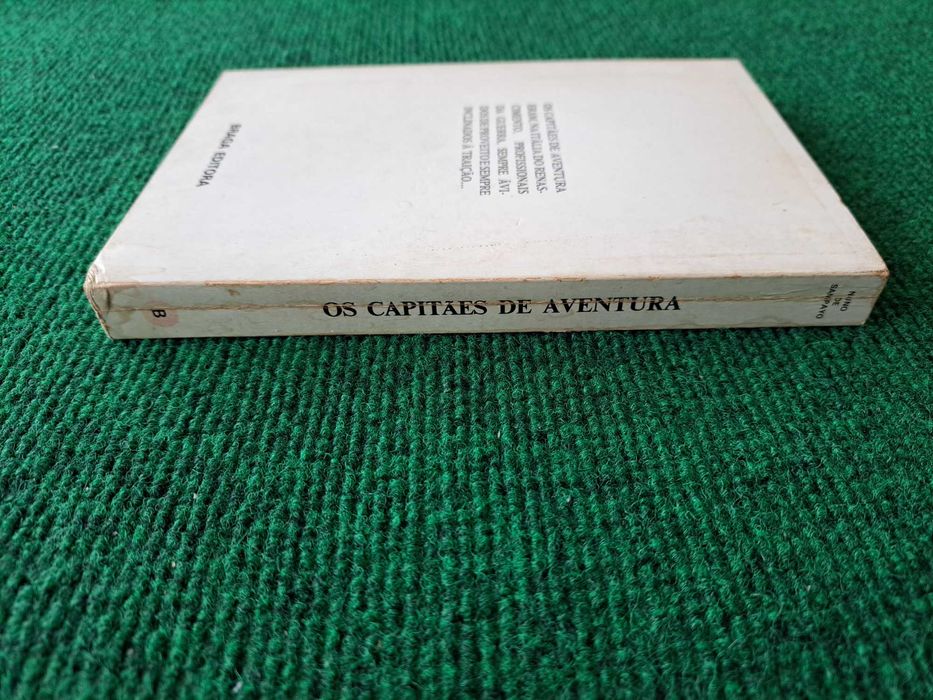 OS CAPITÃES DE AVENTURA
ERAM, NA ITÁLIA DO RENAS-
CIMENTO, PROFISSIONAIS
DA GUERRA, SEMPRE ÁVI-
DOS DE PROVEITO E SEMPRE
INCLINADOS À TRAIÇÃO...
BRAGA EDITORA
B
OS CAPITÃES DE AVENTURA
NUNO
DE
SAMPAYO